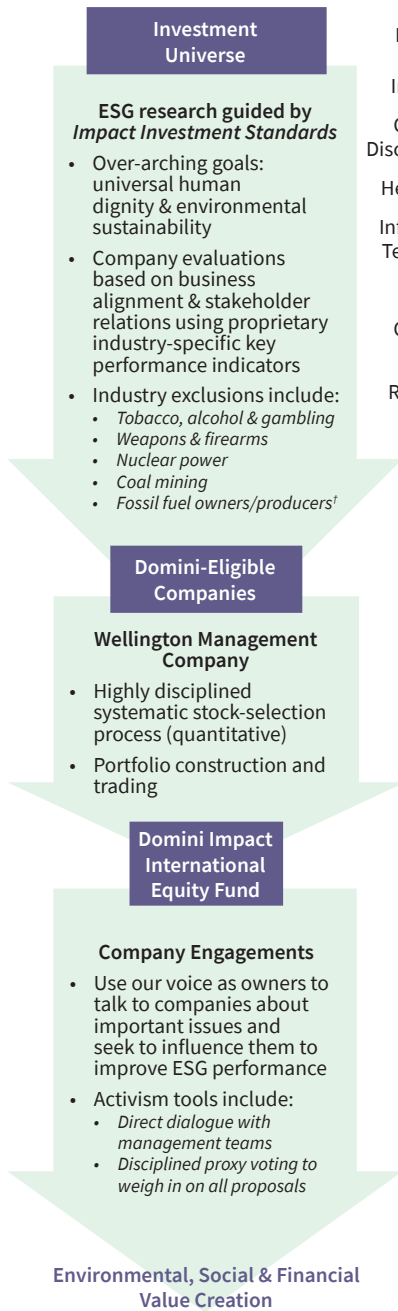 Investment
Universe
ESG research guided by
Impact Investment Standards
• Over-arching goals:
universal human
dignity & environmental
sustainability
• Company evaluations
based on business
alignment & stakeholder
relations using proprietary
industry-specific key
performance indicators
• Industry exclusions include:
• Tobacco, alcohol & gambling
• Weapons & firearms
• Nuclear power
• Coal mining
• Fossil fuel owners/producers†
Domini-Eligible
Companies
Wellington Management
Company
• Highly disciplined
systematic stock-selection
process (quantitative)
• Portfolio construction and
trading
Domini Impact
International
Equity Fund
Company Engagements
• Use our voice as owners to
talk to companies about
important issues and
seek to influence them to
improve ESG performance
• Activism tools include:
• Direct dialogue with
management teams
• Disciplined proxy voting to
weigh in on all proposals
Environmental, Social & Financial
Value Creation